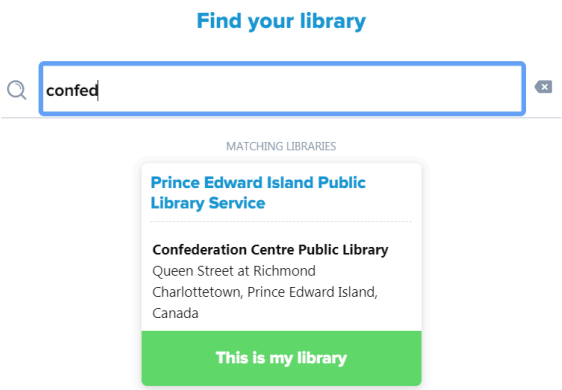 Find your library
confed
MATCHING LIBRARIES
Prince Edward Island Public
Library Service
Confederation Centre Public Library
Queen Street at Richmond
Charlottetown, Prince Edward Island,
Canada
This is my library